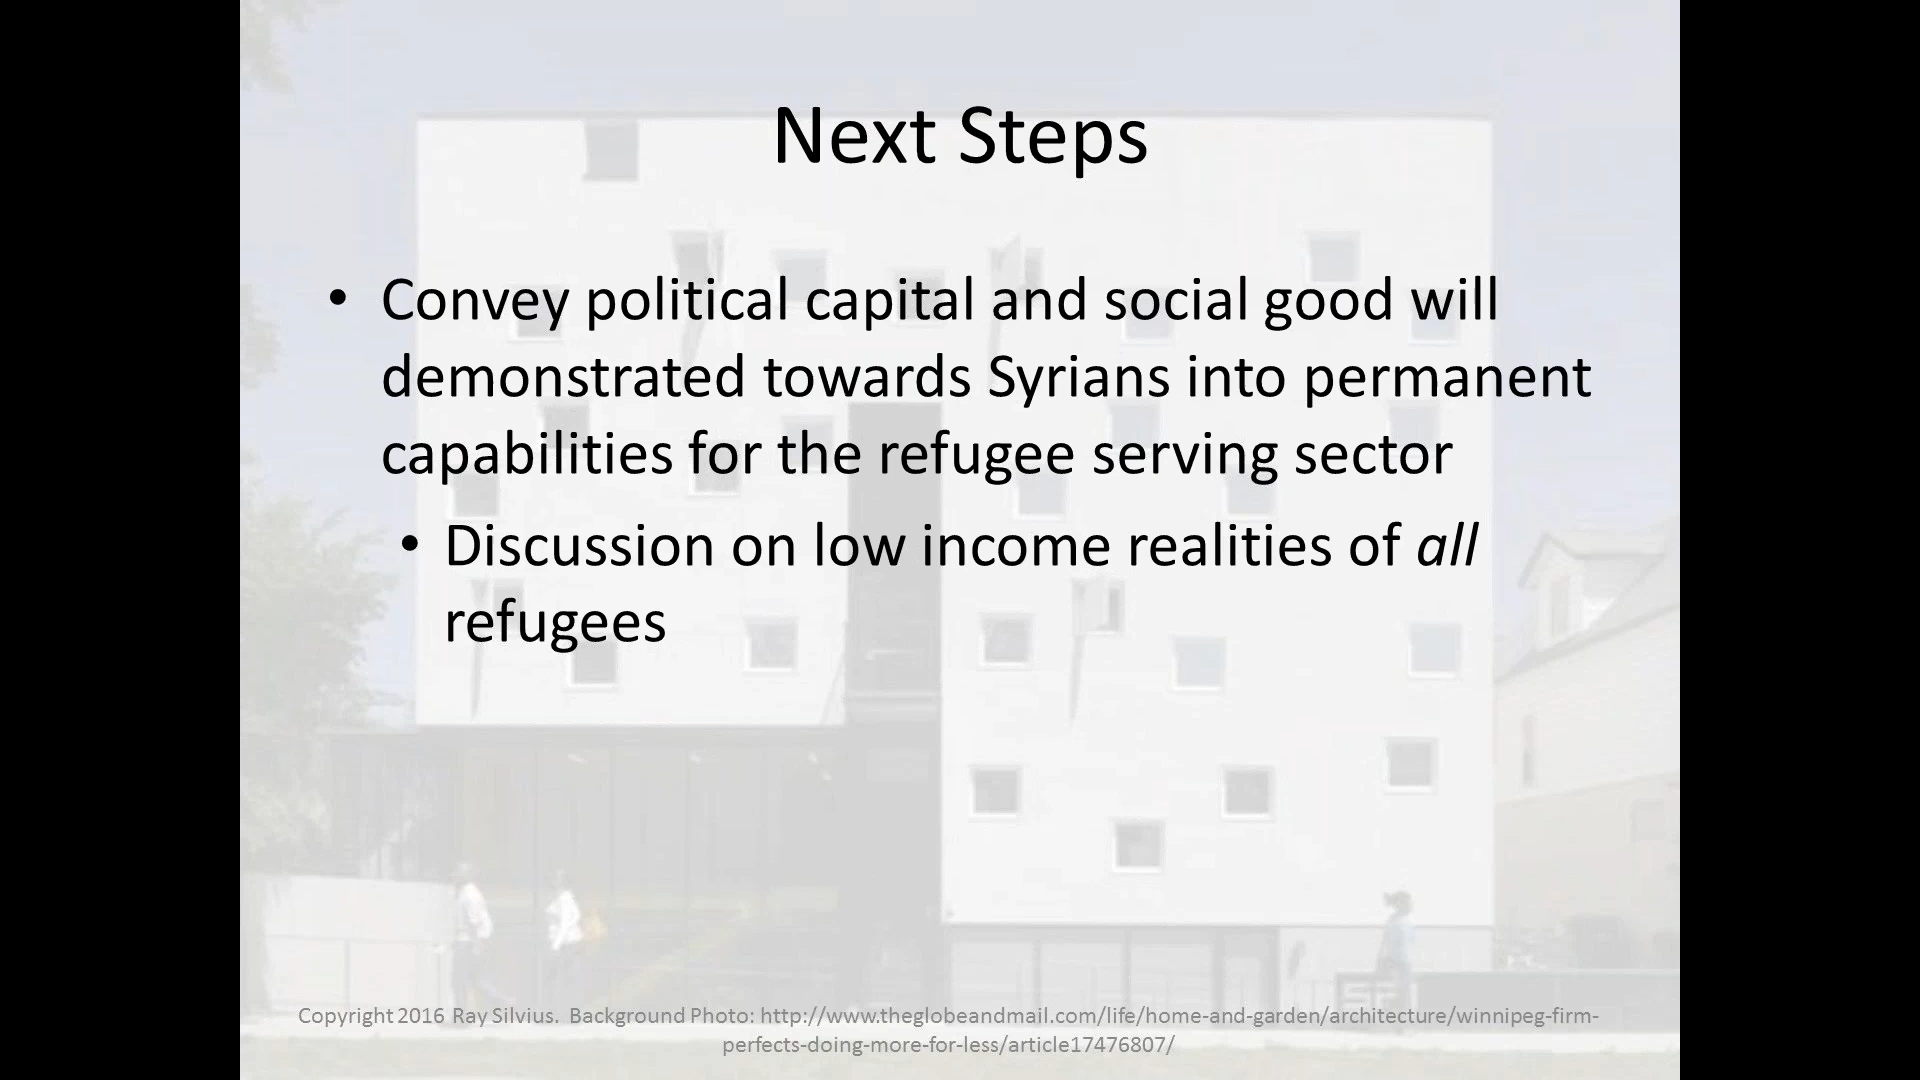 Next Steps
• Convey political capital and social good will
demonstrated towards Syrians into permanent
capabilities for the refugee serving sector
• Discussion on low income realities of all
refugees
Copyright 2016 Ray Silvius.  Background Photo: http://www.theglobeandmail.com/life/home-and-garden/architecture/winnipeg-firm-
perfects-doing-more-for-less/article17476807/